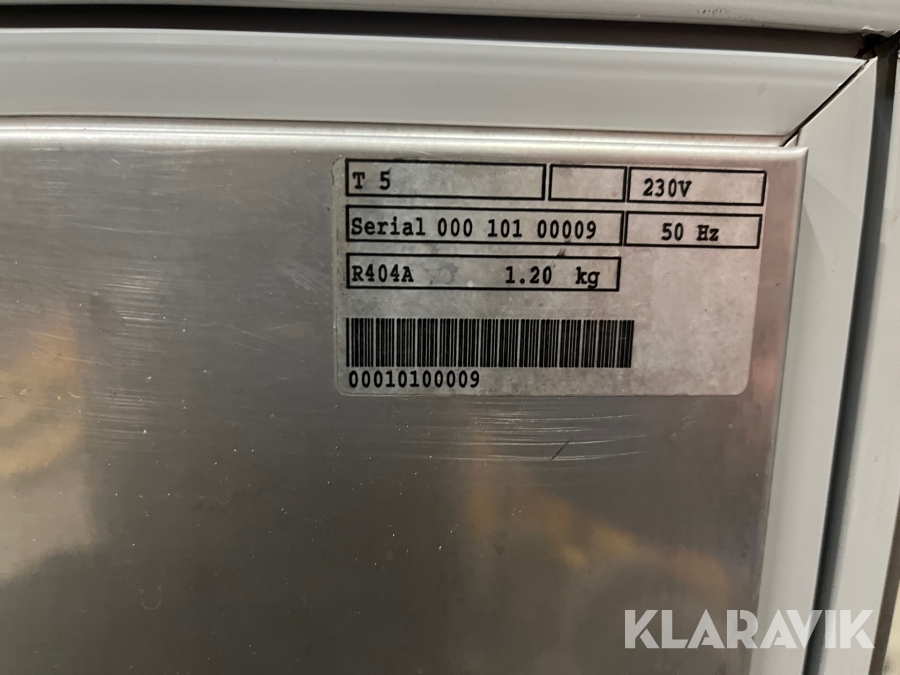 T 5 230V
Serial 000 101 00009 50 Hz
R404A 1.20 kg
00010100009
KLARAVIK